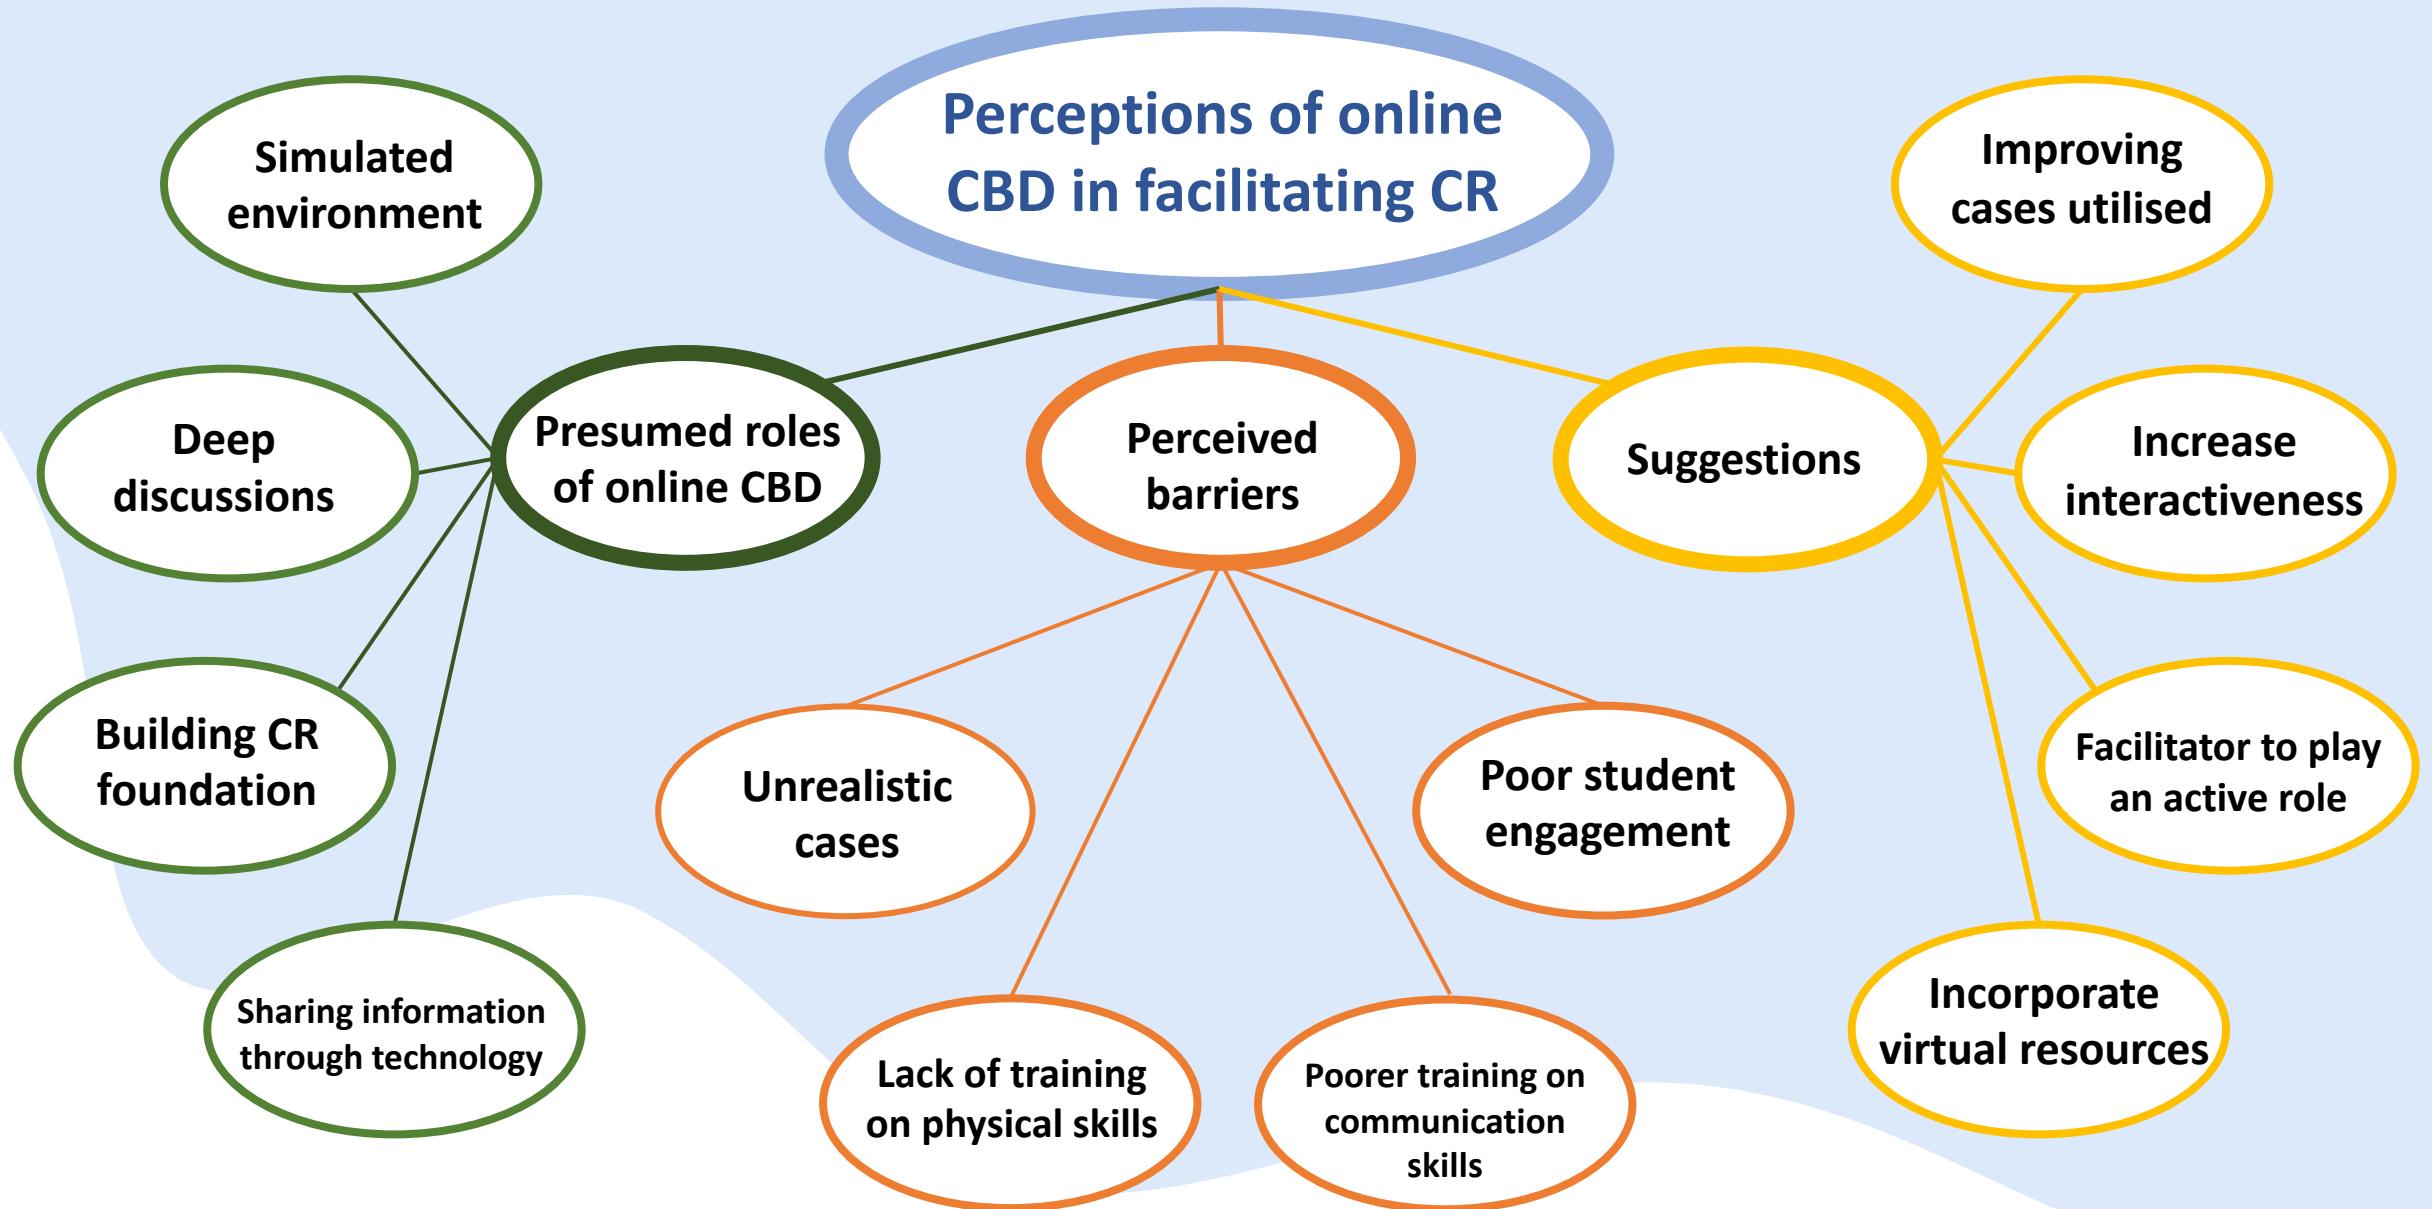 Perceptions of online
CBD in facilitating CR
Simulated
environment
Improving
cases utilised
Deep
discussions
Presumed roles
of online CBD
Perceived
barriers
Suggestions
Increase
interactiveness
Building CR
foundation
Unrealistic
cases
Poor student
engagement
Facilitator to play
an active role
Sharing information
through technology
Lack of training
on physical skills
Poorer training on
communication
skills
Incorporate
virtual resources